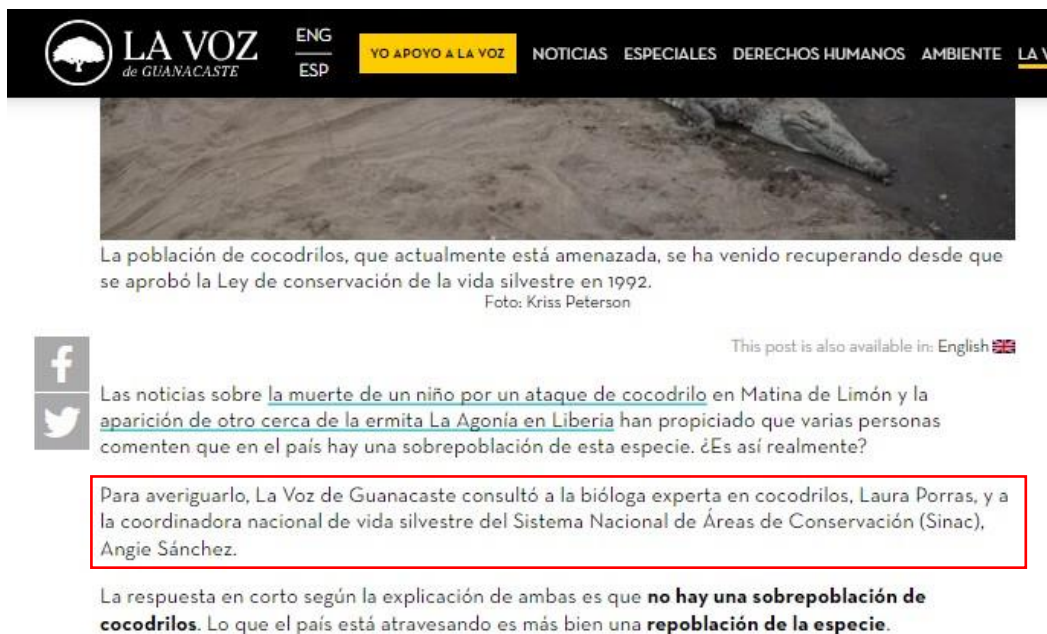 LA VOZ
de GUANACASTE
ENG
ESP
YO APOYO A LA VOZ
NOTICIAS
ESPECIALES
DERECHOS HUMANOS
AMBIENTE
LA
La población de cocodrilos, que actualmente está amenazada, se ha venido recuperando desde que
se aprobó la Ley de conservación de la vida silvestre en 1992.
Foto: Kriss Peterson
This post is also available in: English
Las noticias sobre la muerte de un niño por un ataque de cocodrilo en Matina de Limón y la
aparición de otro cerca de la ermita La Agonía en Liberia han propiciado que varias personas
comenten que en el país hay una sobrepoblación de esta especie. ¿Es así realmente?
Para averiguarlo, La Voz de Guanacaste consultó a la bióloga experta en cocodrilos, Laura Porras, y a
la coordinadora nacional de vida silvestre del Sistema Nacional de Áreas de Conservación (Sinac),
Angie Sánchez.
La respuesta en corto según la explicación de ambas es que no hay una sobrepoblación de
cocodrilos. Lo que el país está atravesando es más bien una repoblación de la especie.